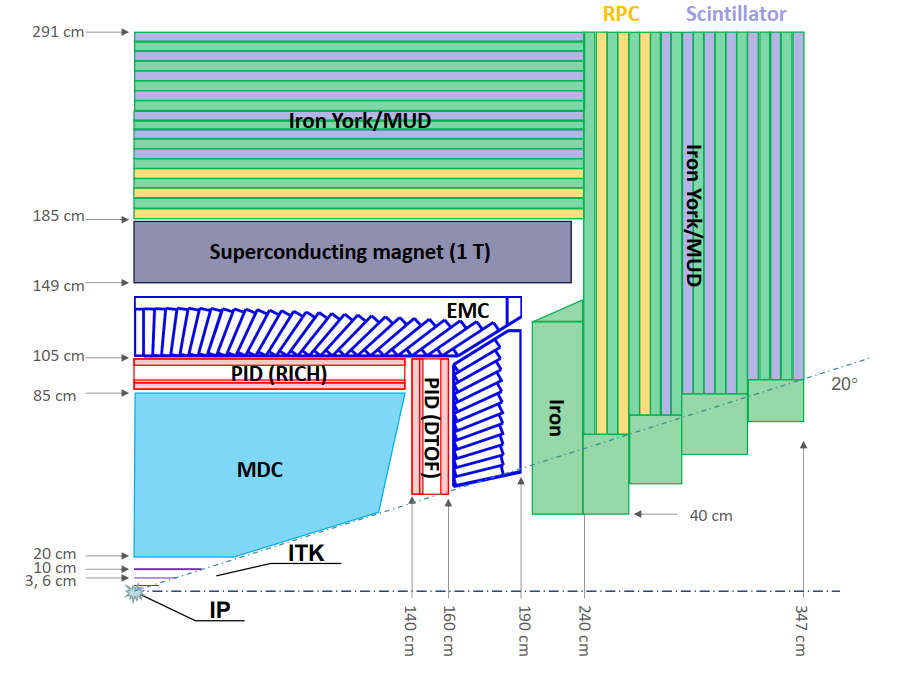 RPC
Scintillator
291 cm
Iron York/MUD
Iron York/MUD
185 cm
Superconducting magnet (1 T)
149 cm
EMC
105 cm
PID (RICH)
PID (DTOF)
20°
85 cm
Iron
MDC
40 cm
20 cm
ITK
10 cm
3, 6 cm
IP
140 cm
160 cm
190 cm
240 cm
347 cm